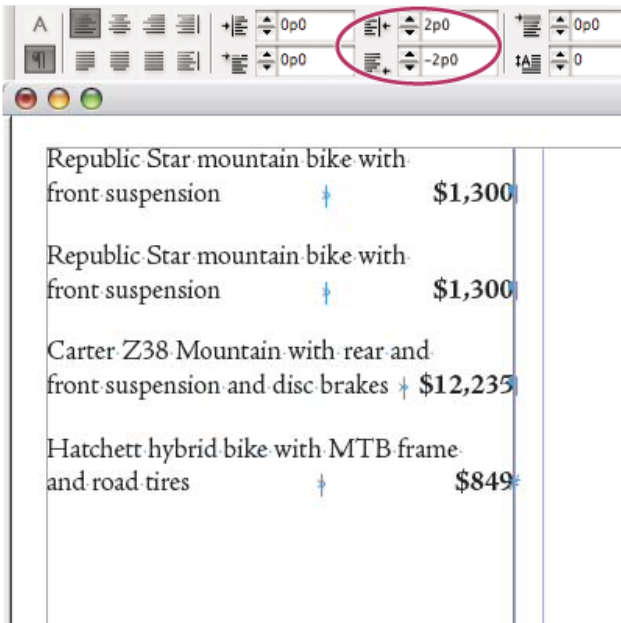 A 0p0 2p0 0p0
¶ 0p0 -2p0 0
Republic Star mountain bike with
front suspension $1,300
Republic Star mountain bike with
front suspension $1,300
Carter Z38 Mountain with rear and
front suspension and disc brakes $12,235
Hatchett hybrid bike with MTB frame
and road tires $849